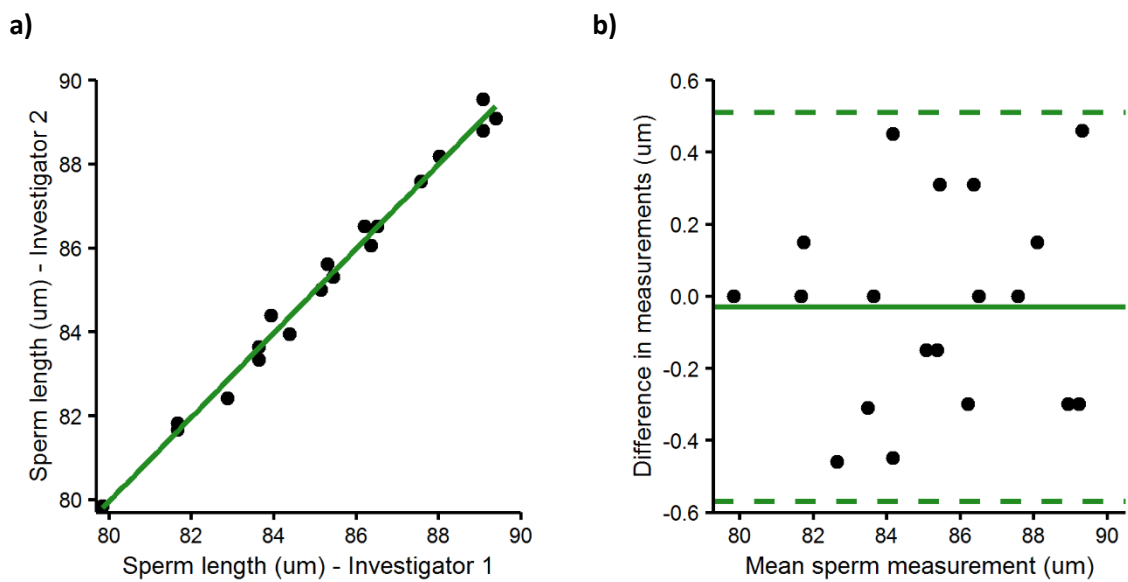 a)
Sperm length (um) - Investigator 2
90
88
86
84
82
80
80 82 84 86 88 90
Sperm length (um) - Investigator 1
b)
Difference in measurements (um)
0.6
0.4
0.2
0.0
-0.2
-0.4
-0.6
80 82 84 86 88 90
Mean sperm measurement (um)